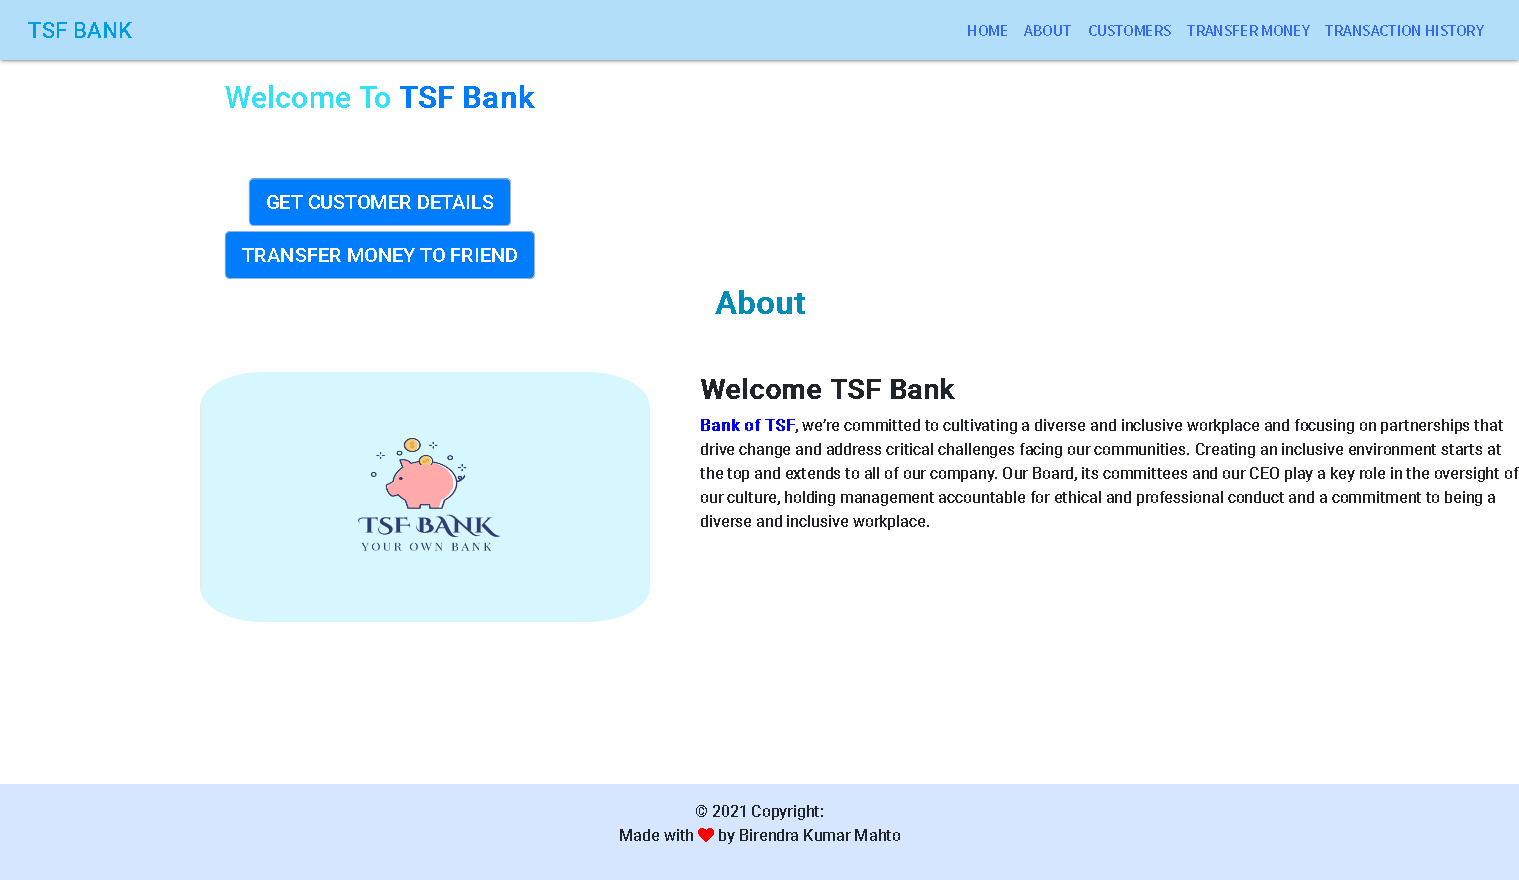 TSF BANK
HOME ABOUT CUSTOMERS TRANSFER MONEY TRANSACTION HISTORY
Welcome To TSF Bank
GET CUSTOMER DETAILS
TRANSFER MONEY TO FRIEND
About
TSF BANK
YOUR OWN BANK
Welcome TSF Bank
Bank of TSF, we’re committed to cultivating a diverse and inclusive workplace and focusing on partnerships that
drive change and address critical challenges facing our communities. Creating an inclusive environment starts at
the top and extends to all of our company. Our Board, its committees and our CEO play a key role in the oversight of
our culture, holding management accountable for ethical and professional conduct and a commitment to being a
diverse and inclusive workplace.
© 2021 Copyright:
Made with ❤ by Birendra Kumar Mahto